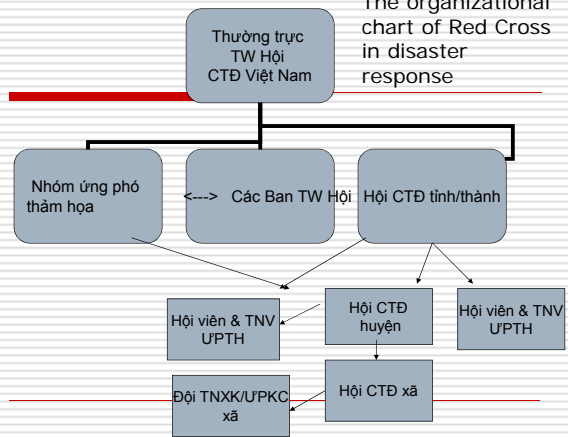 The organizational
chart of Red Cross
in disaster
response
Thường trực
TW Hội
CTĐ Việt Nam
Nhóm ứng phó
thảm họa
<---> Các Ban TW Hội
Hội CTĐ tỉnh/thành
Hội viên & TNV
ƯPTH
Hội CTĐ
huyện
Hội viên & TNV
ƯPTH
Đội TNXK/ƯPKC
xã
Hội CTĐ xã